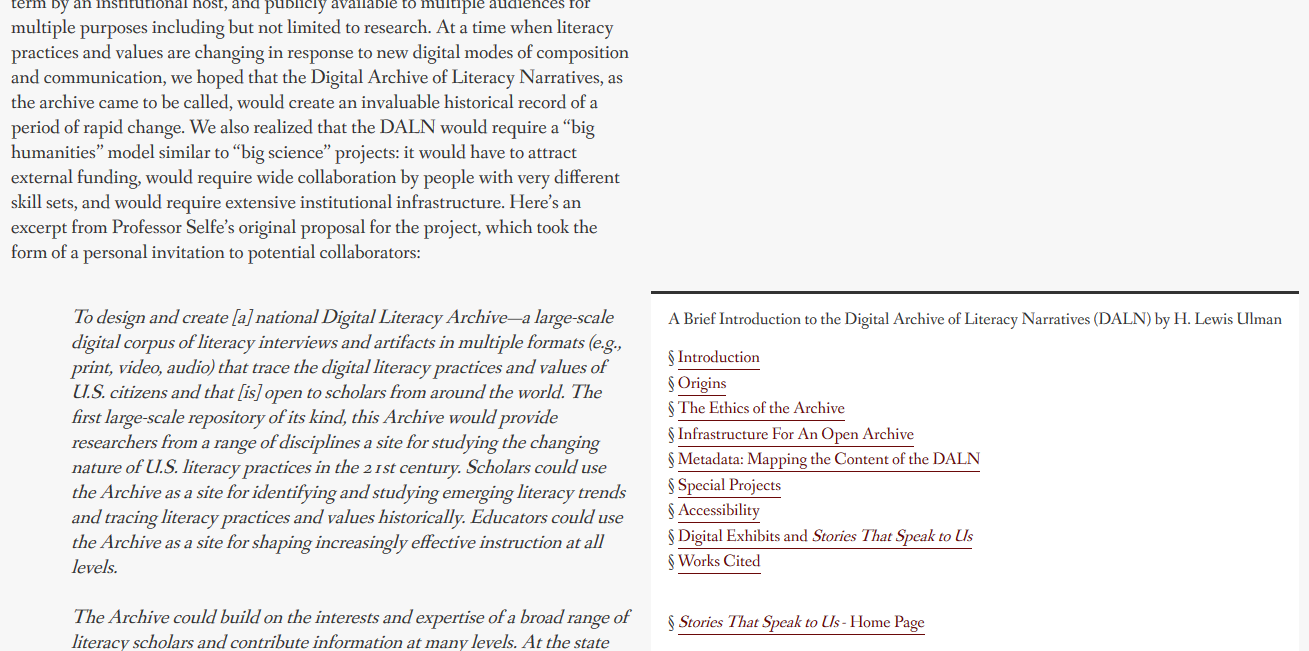 term by an institutional host, and publicly available to multiple audiences for
multiple purposes including but not limited to research. At a time when literacy
practices and values are changing in response to new digital modes of composition
and communication, we hoped that the Digital Archive of Literacy Narratives, as
the archive came to be called, would create an invaluable historical record of a
period of rapid change. We also realized that the DALN would require a “big
humanities” model similar to “big science” projects: it would have to attract
external funding, would require wide collaboration by people with very different
skill sets, and would require extensive institutional infrastructure. Here’s an
excerpt from Professor Selfe’s original proposal for the project, which took the
form of a personal invitation to potential collaborators:
To design and create [a] national Digital Literacy Archive—a large-scale
digital corpus of literacy interviews and artifacts in multiple formats (e.g.,
print, video, audio) that trace the digital literacy practices and values of
U.S. citizens and that [is] open to scholars from around the world. The
first large-scale repository of its kind, this Archive would provide
researchers from a range of disciplines a site for studying the changing
nature of U.S. literacy practices in the 21st century. Scholars could use
the Archive as a site for identifying and studying emerging literacy trends
and tracing literacy practices and values historically. Educators could use
the Archive as a site for shaping increasingly effective instruction at all
levels.
The Archive could build on the interests and expertise of a broad range of
literacy scholars and contribute information at many levels. At the state
A Brief Introduction to the Digital Archive of Literacy Narratives (DALN) by H. Lewis Ulman
§ Introduction
§ Origins
§ The Ethics of the Archive
§ Infrastructure For An Open Archive
§ Metadata: Mapping the Content of the DALN
§ Special Projects
§ Accessibility
§ Digital Exhibits and Stories That Speak to Us
§ Works Cited
§ Stories That Speak to Us - Home Page